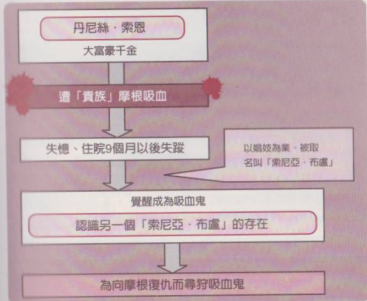 丹尼絲．索恩
大富豪千金
遭「貴族」摩根吸血
失憶、住院9個月以後失蹤
以娼妓為業，被取
名叫「索尼亞．布盧」
覺醒成為吸血鬼
認識另一個「索尼亞．布盧」的存在
為向摩根復仇而尋狩吸血鬼